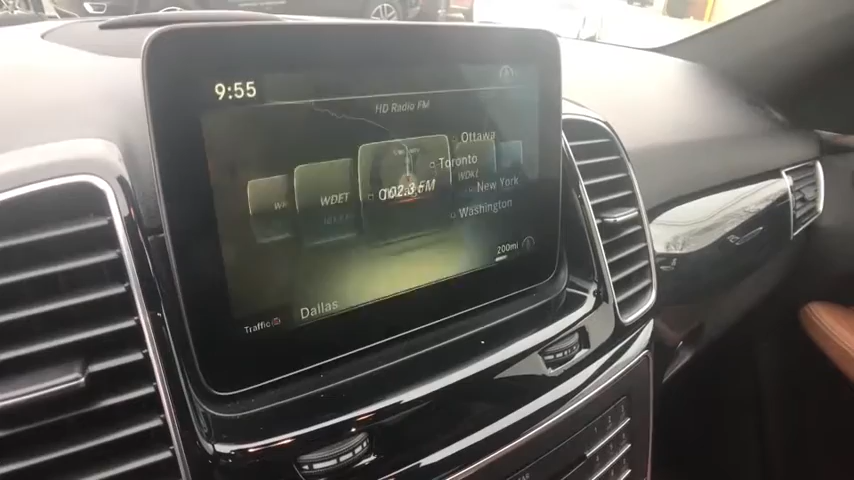 9:55
HD Radio FM
Ottawa
Toronto
WDET
102.3 FM
New York
Washington
200mi
Dallas
Traffic